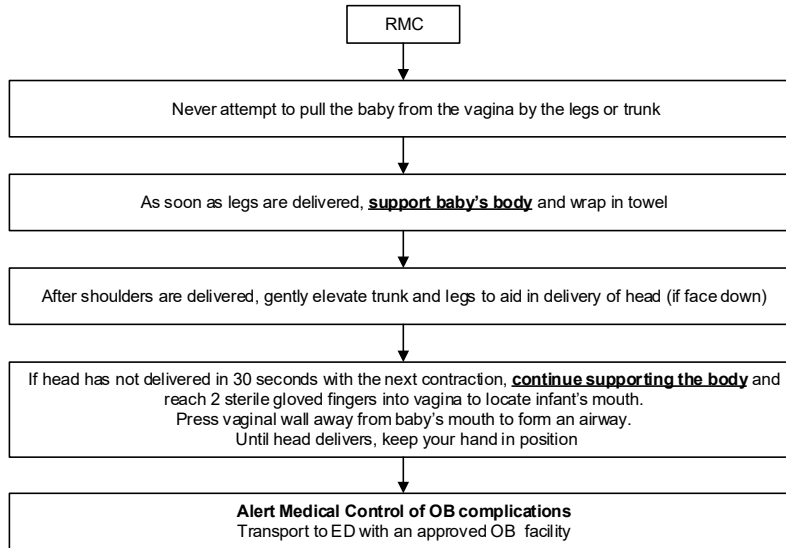 RMC
Never attempt to pull the baby from the vagina by the legs or trunk
As soon as legs are delivered, support baby's body and wrap in towel
After shoulders are delivered, gently elevate trunk and legs to aid in delivery of head (if face down)
If head has not delivered in 30 seconds with the next contraction, continue supporting the body and
reach 2 sterile gloved fingers into vagina to locate infant's mouth.
Press vaginal wall away from baby's mouth to form an airway.
Until head delivers, keep your hand in position
Alert Medical Control of OB complications
Transport to ED with an approved OB facility